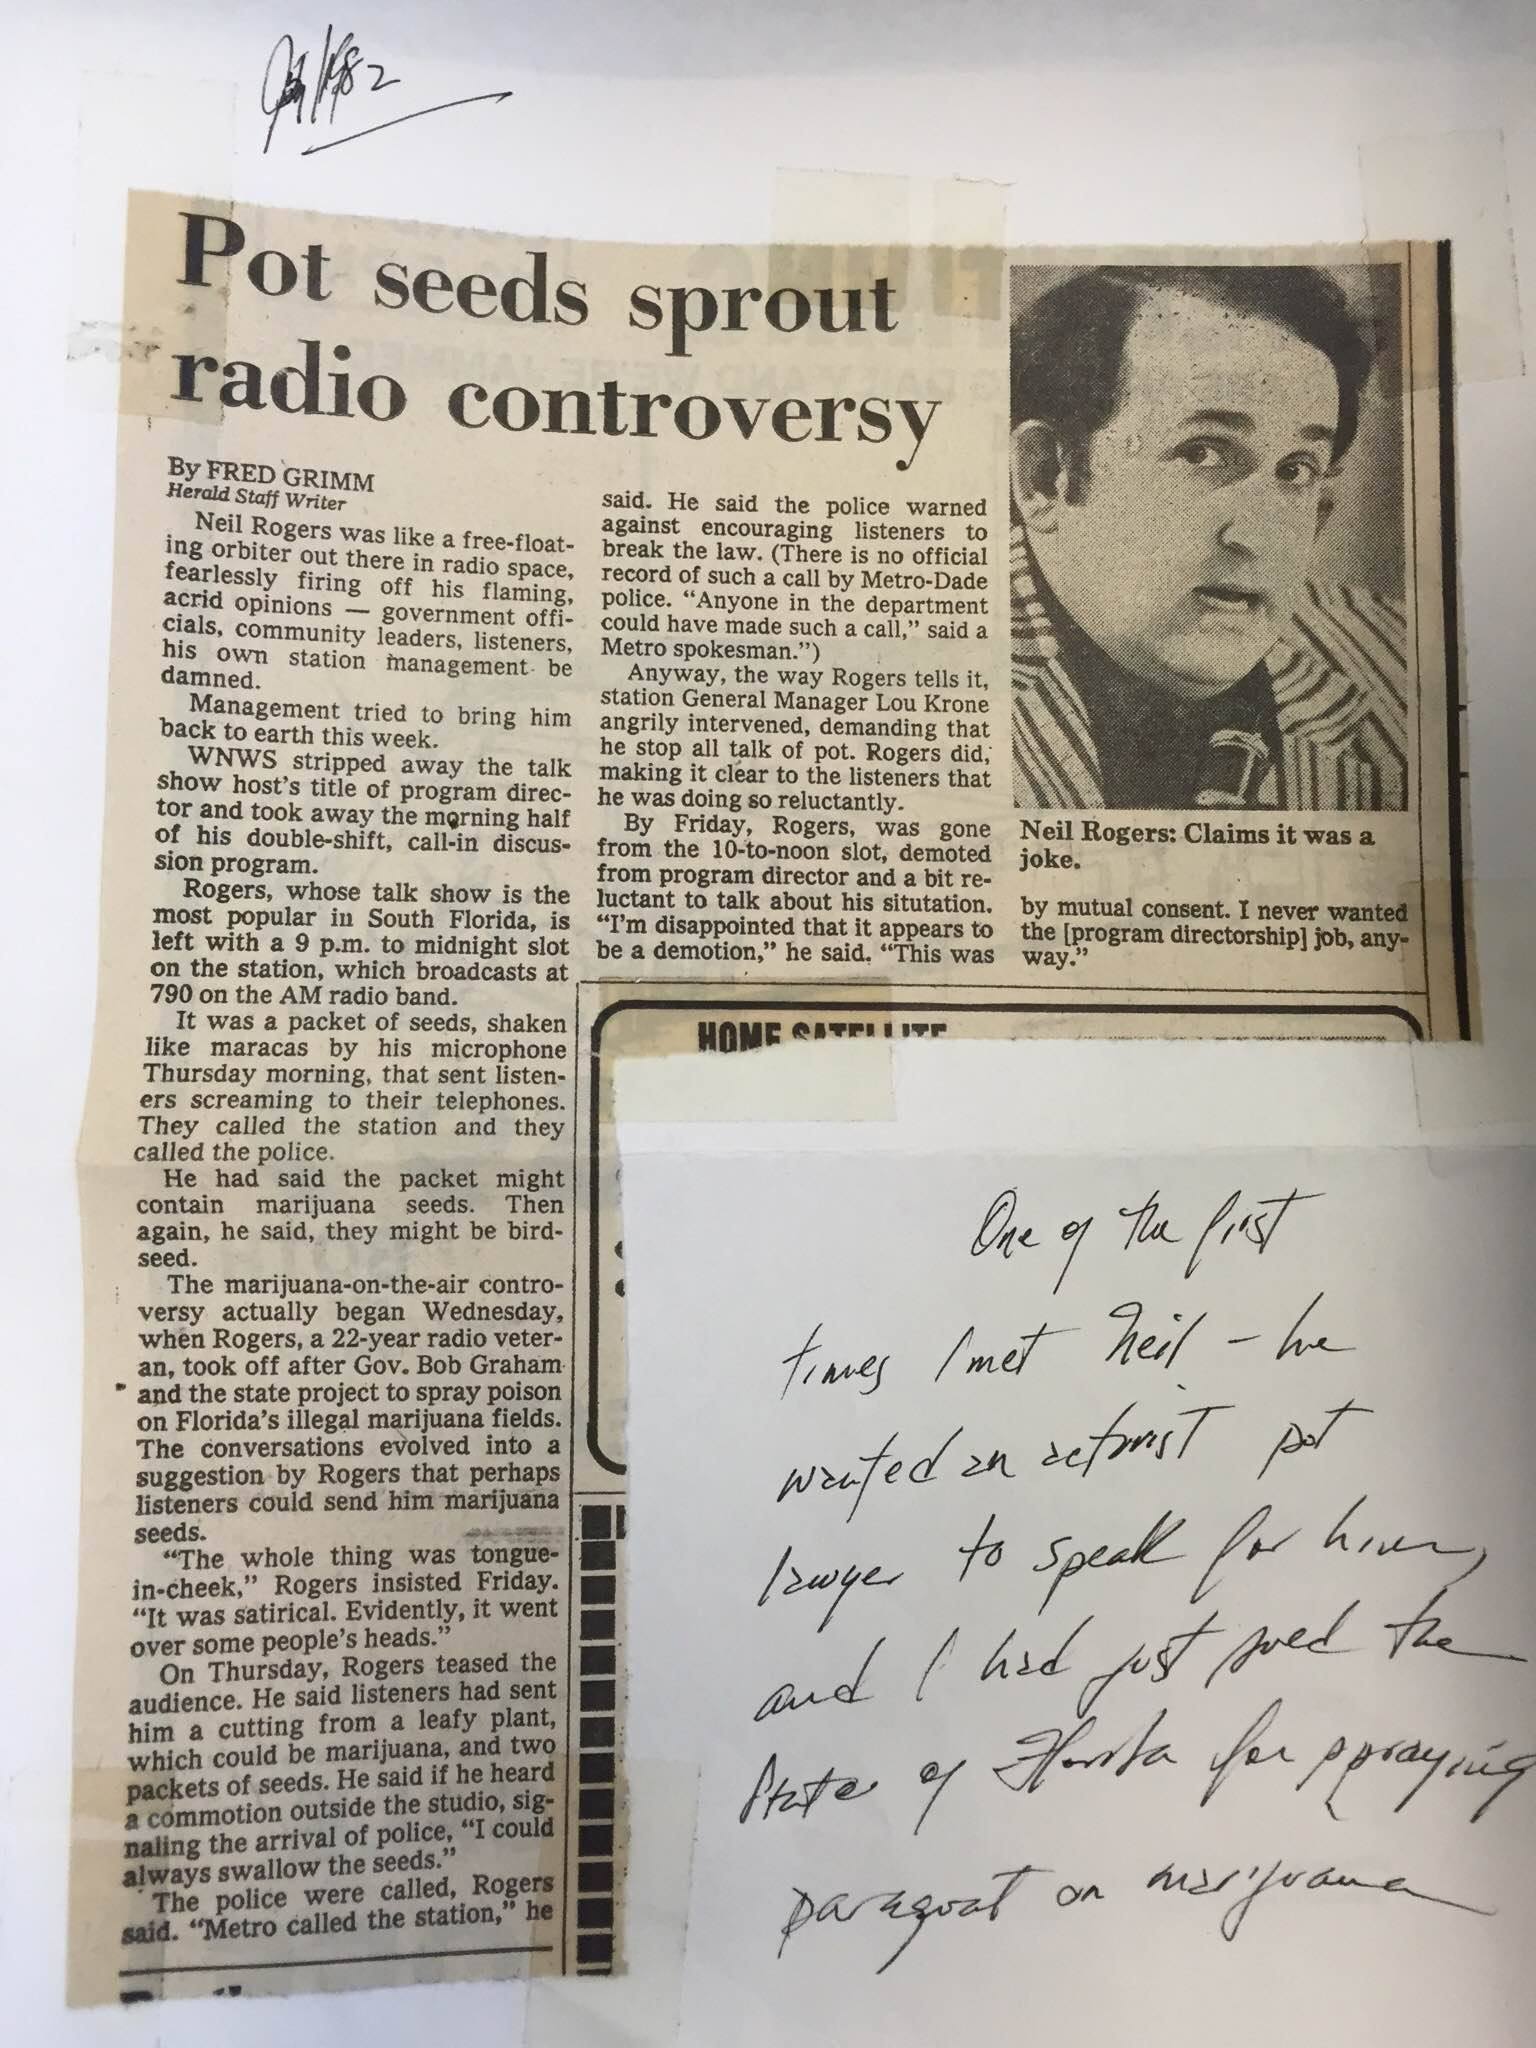 1982
Pot seeds sprout
radio controversy
By FRED GRIMM
Herald Staff Writer
Neil Rogers was like a free-float-
ing orbiter out there in radio space,
fearlessly firing off his flaming,
acrid opinions — government offi-
cials, community leaders, listeners,
his own station management be
damned.
Management tried to bring him
back to earth this week.
WNWS stripped away the talk
show host's title of program direc-
tor and took away the morning half
of his double-shift, call-in discus-
sion program.
Rogers, whose talk show is the
most popular in South Florida, is
left with a 9 p.m. to midnight slot
on the station, which broadcasts at
790 on the AM radio band.
It was a packet of seeds, shaken
like maracas by his microphone
Thursday morning, that sent listen-
ers screaming to their telephones.
They called the station and they
called the police.
He had said the packet might
contain marijuana seeds. Then
again, he said, they might be bird-
seed.
The marijuana-on-the-air contro-
versy actually began Wednesday,
when Rogers, a 22-year radio veter-
an, took off after Gov. Bob Graham
and the state project to spray poison
on Florida's illegal marijuana fields.
The conversations evolved into a
suggestion by Rogers that perhaps
listeners could send him marijuana
seeds.
"The whole thing was tongue-
in-cheek," Rogers insisted Friday.
"It was satirical. Evidently, it went
over some people's heads."
On Thursday, Rogers teased the
audience. He said listeners had sent
him a cutting from a leafy plant,
which could be marijuana, and two
packets of seeds. He said if he heard
a commotion outside the studio, sig-
naling the arrival of police, "I could
always swallow the seeds."
The police were called, Rogers
said. "Metro called the station," he
said. He said the police warned
against encouraging listeners to
break the law. (There is no official
record of such a call by Metro-Dade
police. "Anyone in the department
could have made such a call," said a
Metro spokesman.")
Anyway, the way Rogers tells it,
station General Manager Lou Krone
angrily intervened, demanding that
he stop all talk of pot. Rogers did,
making it clear to the listeners that
he was doing so reluctantly.
By Friday, Rogers, was gone
from the 10-to-noon slot, demoted
from program director and a bit re-
luctant to talk about his situtation.
"I'm disappointed that it appears to
be a demotion," he said. "This was
Neil Rogers: Claims it was a
joke.
by mutual consent. I never wanted
the [program directorship] job, any-
way."
HOME SATELLITE
One of the first
times I met Neil – he
wanted an activist pot
lawyer to speak for him,
and I had just sued the
State of Florida for spraying
paraquat on marijuana